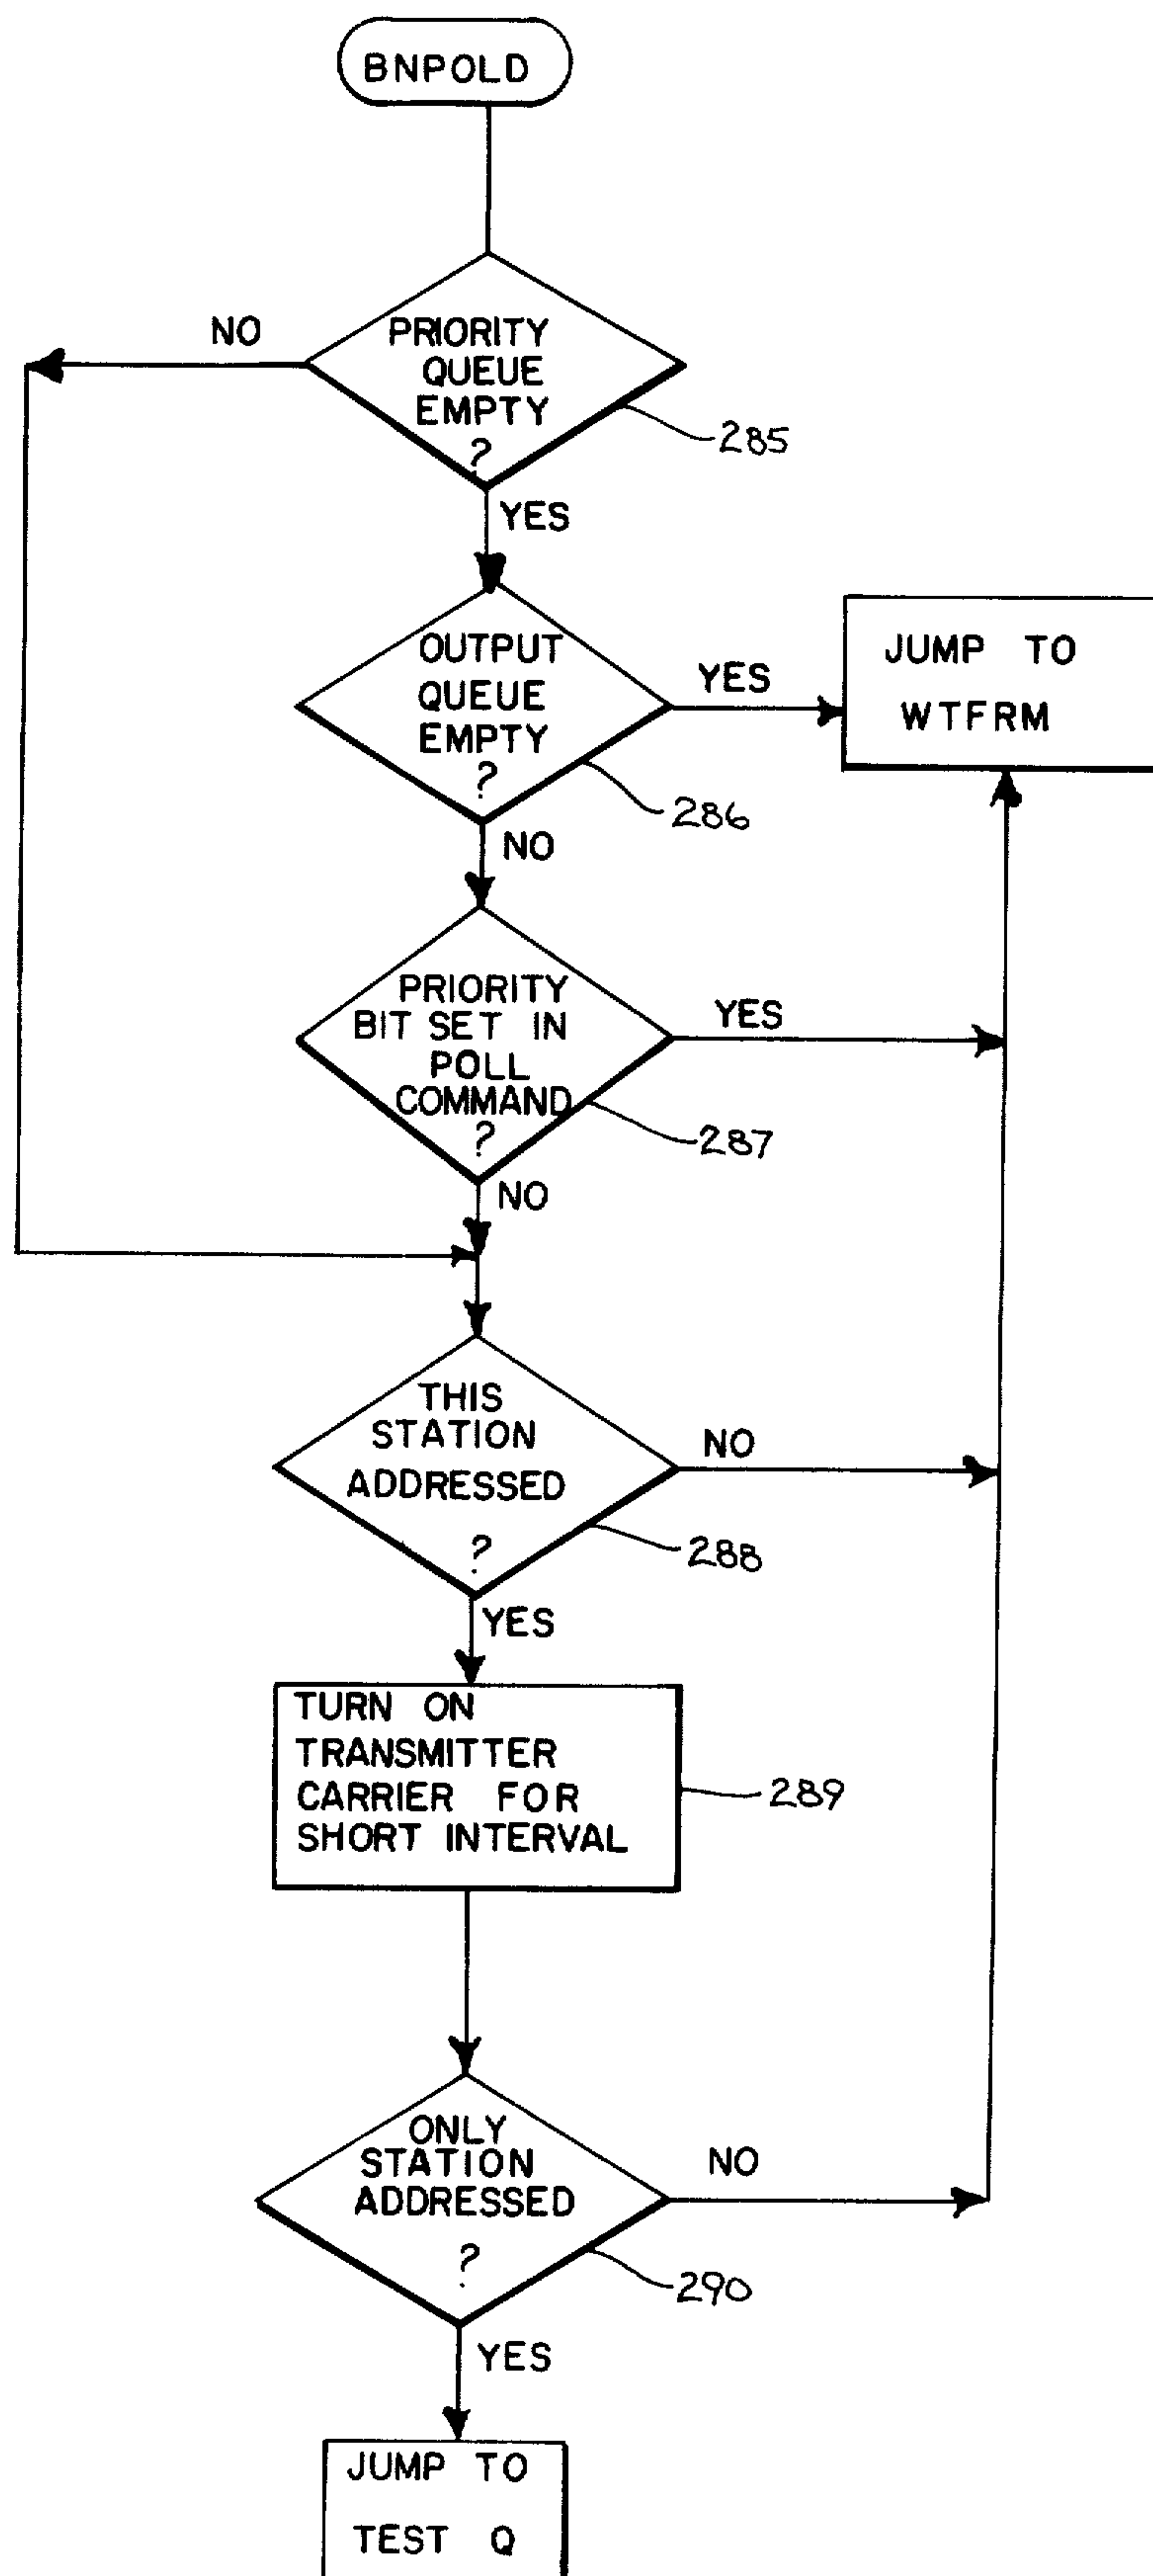 BNPOLD
NO
PRIORITY
QUEUE
EMPTY
?
285
YES
OUTPUT
QUEUE
EMPTY
?
YES
286
JUMP TO
WTFRM
NO
PRIORITY
BIT SET IN
POLL
COMMAND
?
YES
287
NO
THIS
STATION
ADDRESSED
?
NO
288
YES
TURN ON
TRANSMITTER
CARRIER FOR
SHORT INTERVAL
289
ONLY
STATION
ADDRESSED
?
NO
290
YES
JUMP TO
TEST Q